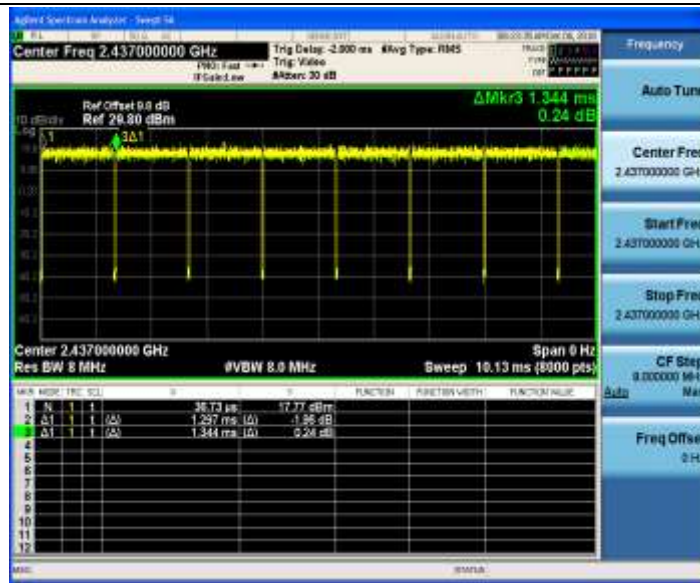 Agilent Spectrum Analyzer - Swept SA
Center Freq 2.437000000 GHz
PNO: Fast
IFGain:Low
Trig Delay: -2.000 ms
Trig: Video
#Atten: 30 dB
#Avg Type: RMS
Frequency
Auto Tune
Ref Offset 9.8 dB
Ref 29.80 dBm
10 dB/div
Log
ΔMkr3 1.344 ms
0.24 dB
1
3Δ1
Center Freq
2.437000000 GHz
Start Freq
2.437000000 GHz
Stop Freq
2.437000000 GHz
CF Step
8.000000 MHz
Auto Man
Freq Offset
0 Hz
Center 2.437000000 GHz
Span 0 Hz
Res BW 8 MHz
#VBW 8.0 MHz
Sweep 10.13 ms (8000 pts)
MKR MODE TRC SCL X Y FUNCTION FUNCTION WIDTH FUNCTION VALUE
1 N 1 t 36.73 µs 17.77 dBm
2 Δ1 1 t (Δ) 1.297 ms (Δ) -1.95 dB
3 Δ1 1 t (Δ) 1.344 ms (Δ) 0.24 dB
4
5
6
7
8
9
10
11
12
MSG
STATUS